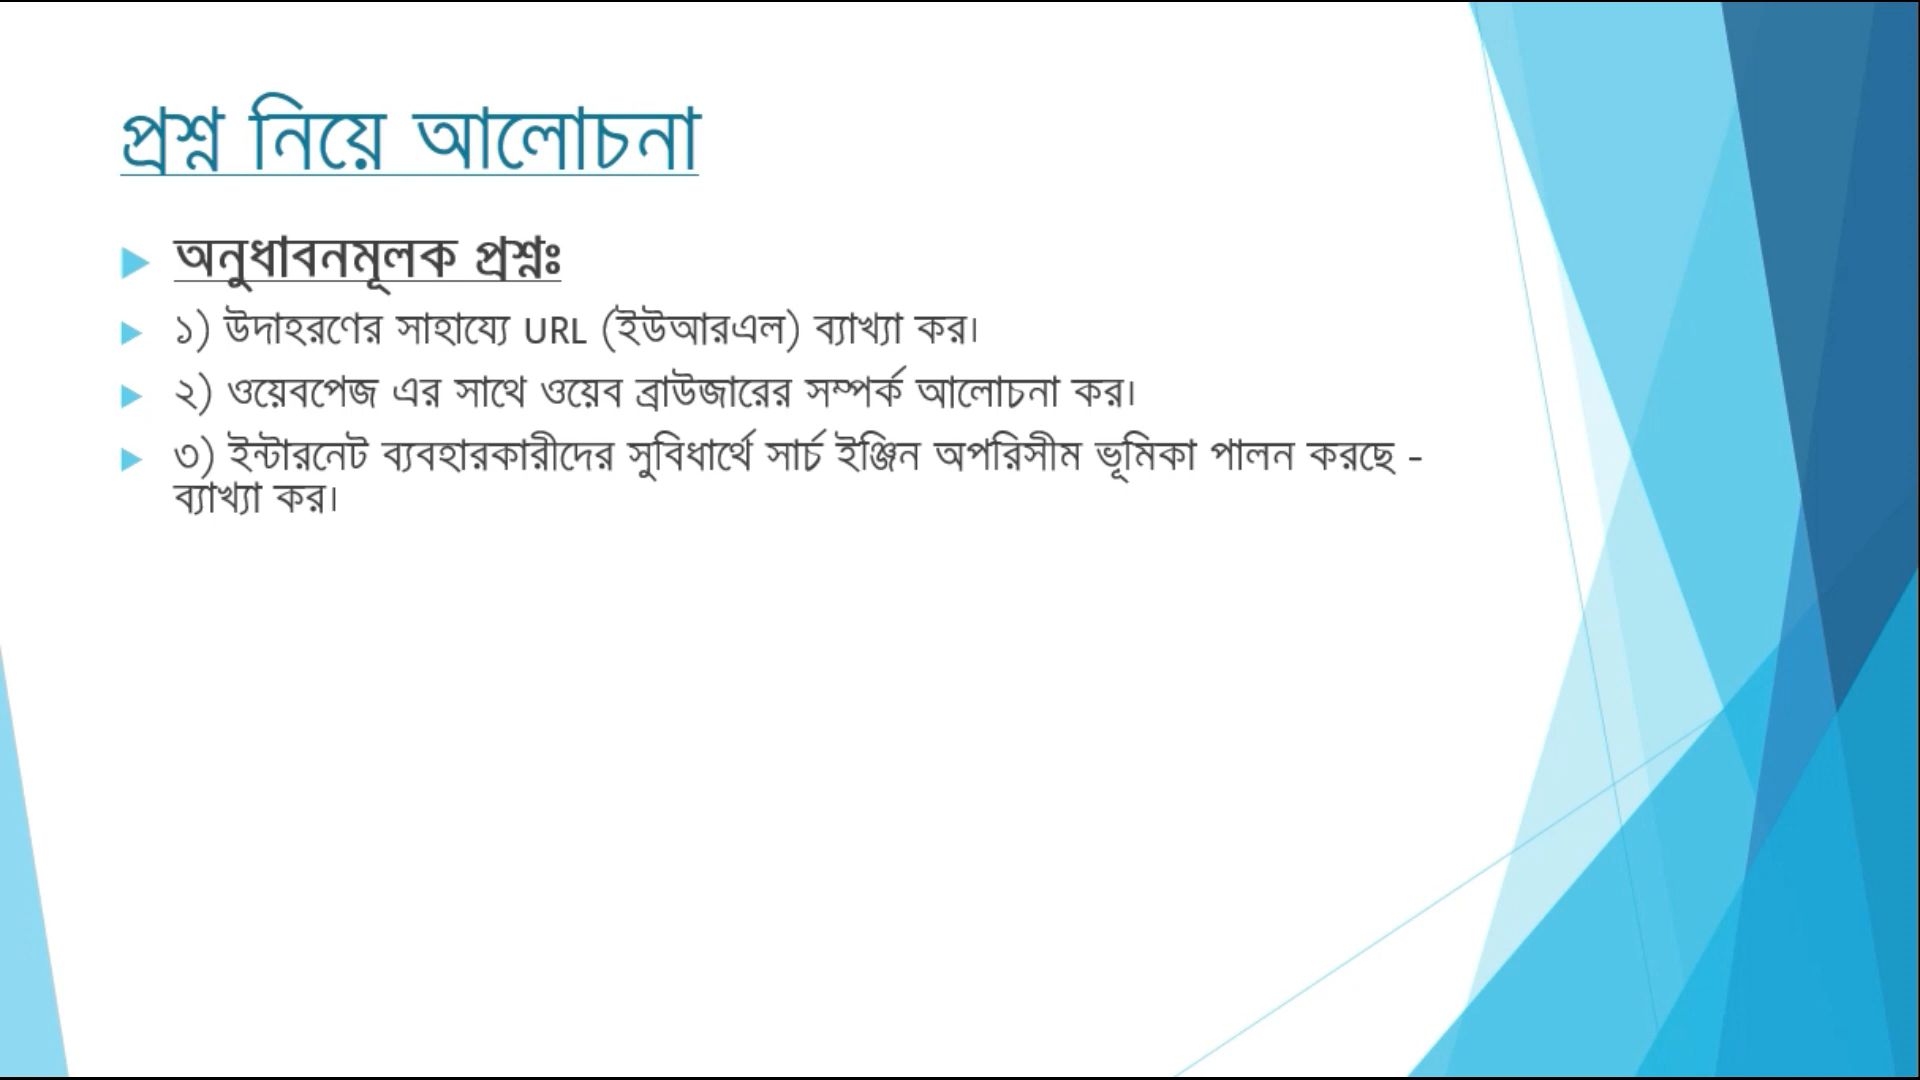 প্রশ্ন নিয়ে আলোচনা
অনুধাবনমূলক প্রশ্নঃ
১) উদাহরণের সাহায্যে URL (ইউআরএল) ব্যাখ্যা কর।
২) ওয়েবপেজ এর সাথে ওয়েব ব্রাউজারের সম্পর্ক আলোচনা কর।
৩) ইন্টারনেট ব্যবহারকারীদের সুবিধার্থে সার্চ ইঞ্জিন অপরিসীম ভূমিকা পালন করছে -
ব্যাখ্যা কর।